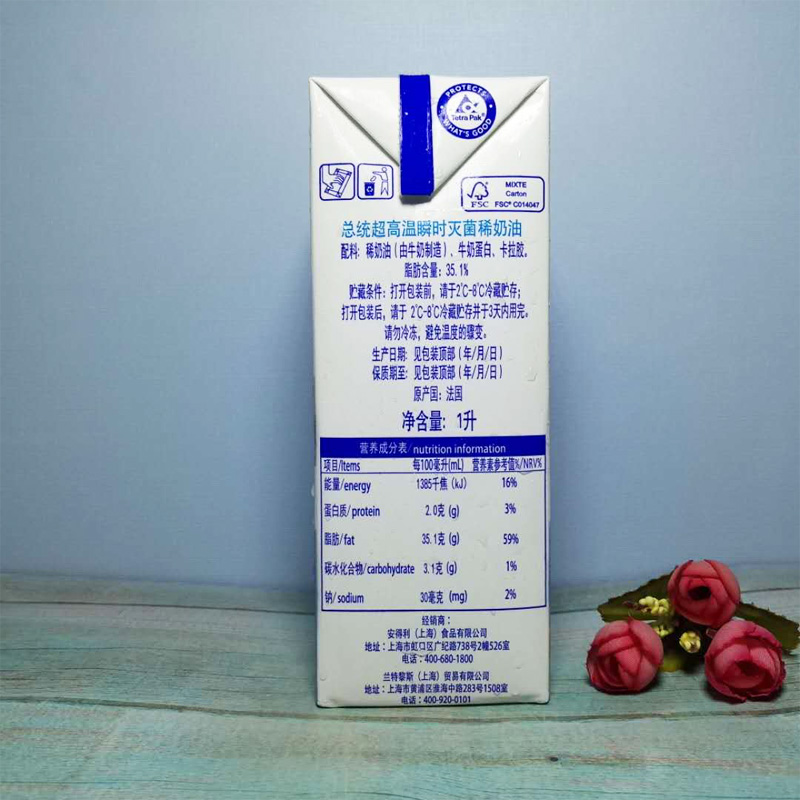 PROTECTS
Tetra Pak
WHAT'S GOOD
MIXTE
Carton
FSC
FSC® C014047
总统超高温瞬时灭菌稀奶油
配料：稀奶油（由牛奶制造）、牛奶蛋白、卡拉胶。
脂肪含量：35.1%
贮藏条件：打开包装前，请于2℃-8℃冷藏贮存；
打开包装后，请于 2℃-8℃冷藏贮存并于3天内用完。
请勿冷冻，避免温度的骤变。
生产日期：见包装顶部（年/月/日）
保质期至：见包装顶部（年/月/日）
原产国：法国
净含量：1升
营养成分表/nutrition information
项目/Items 每100毫升(mL) 营养素参考值%/NRV%
能量/energy 1385千焦（kJ） 16%
蛋白质/protein 2.0克 (g) 3%
脂肪/fat 35.1克 (g) 59%
碳水化合物/carbohydrate 3.1克 (g) 1%
钠/sodium 30毫克 (mg) 2%
经销商：
安得利（上海）食品有限公司
地址：上海市虹口区广纪路738号2幢526室
电话：400-680-1800
兰特黎斯（上海）贸易有限公司
地址：上海市黄浦区淮海中路283号1508室
电话：400-920-0101